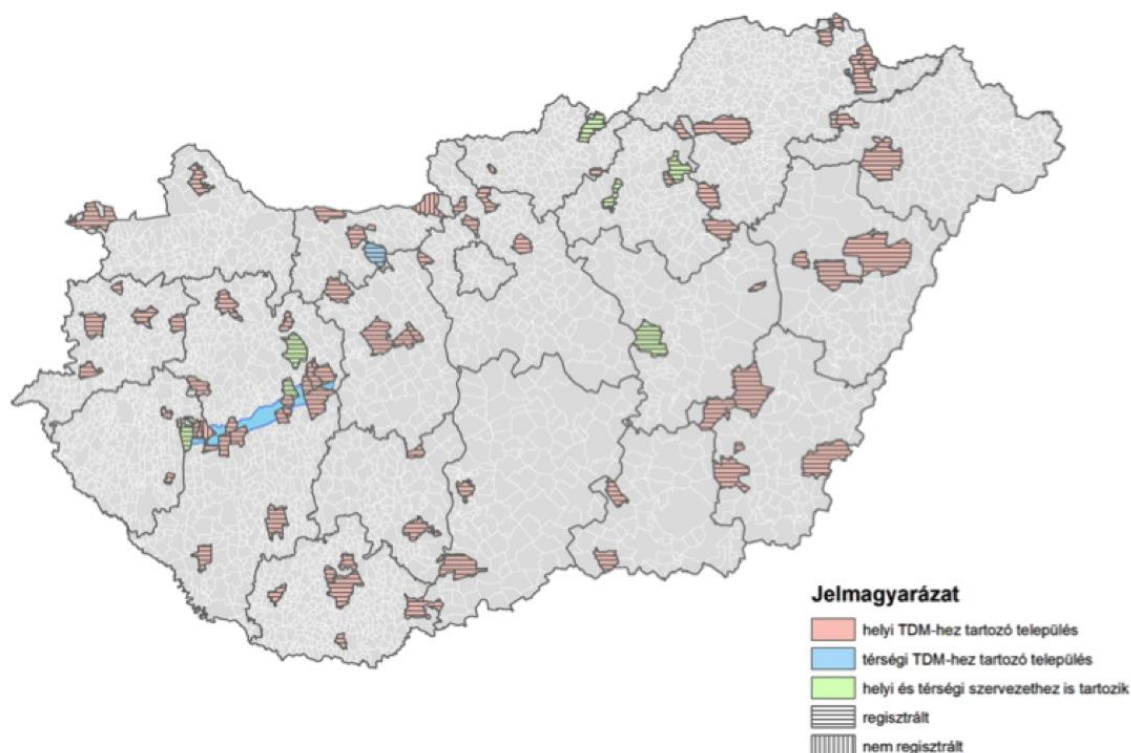 Jelmagyarázat
helyi TDM-hez tartozó település
térségi TDM-hez tartozó település
helyi és térségi szervezethez is tartozik
regisztrált
nem regisztrált